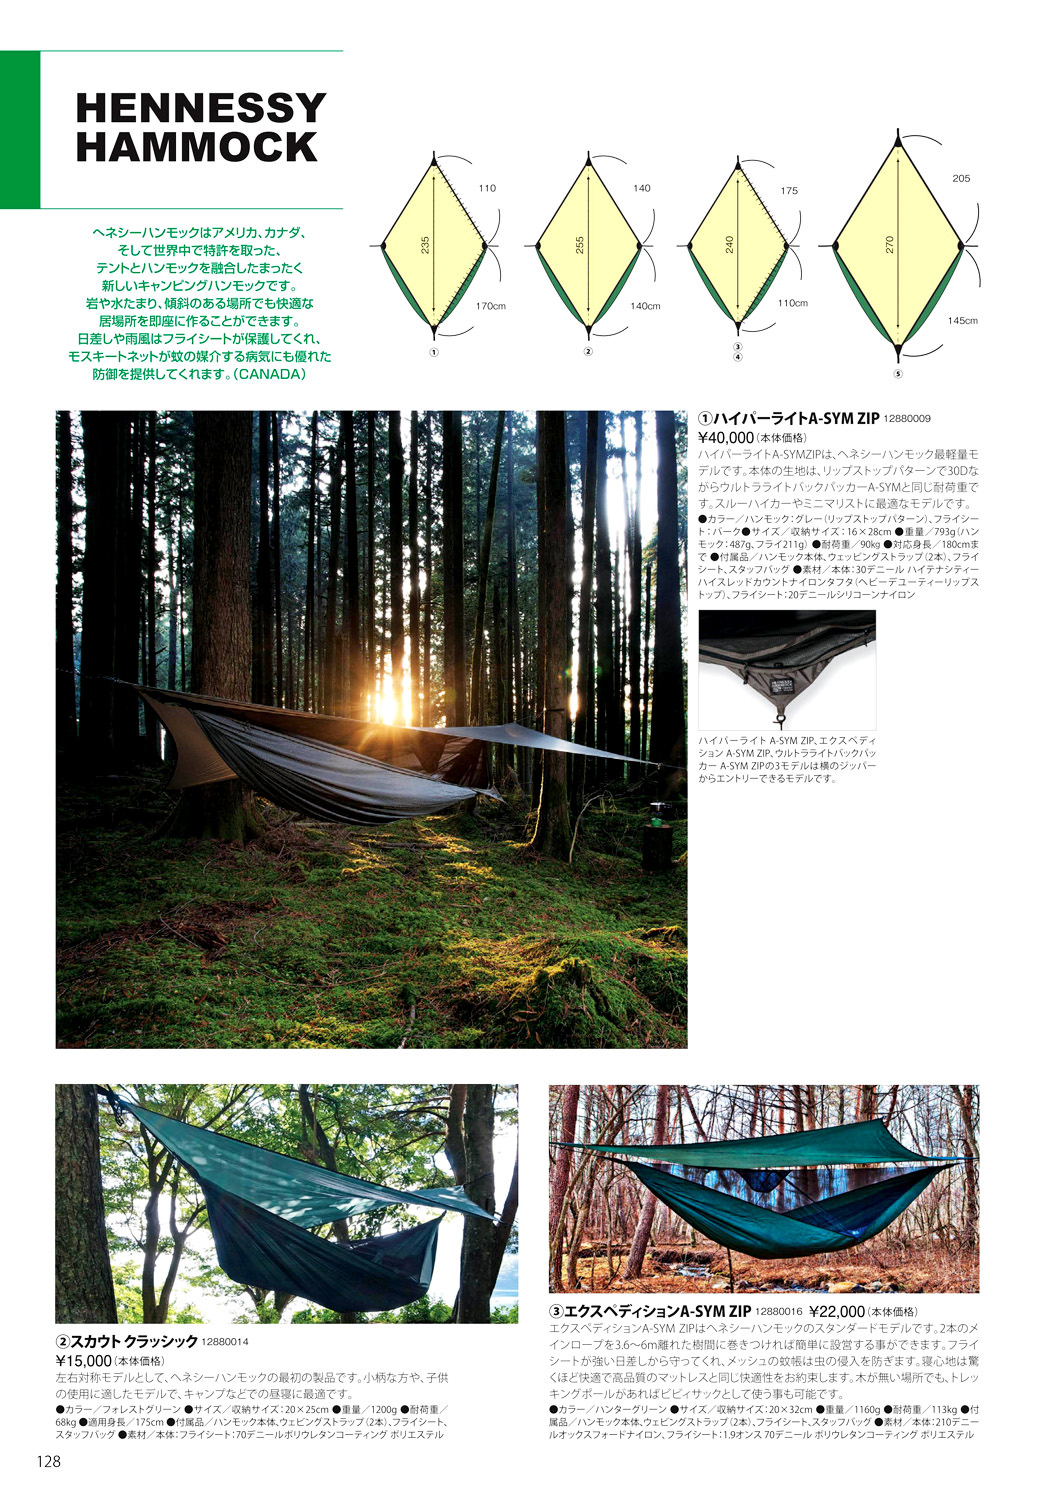 HENNESSY
HAMMOCK
ヘネシーハンモックはアメリカ、カナダ、
そして世界中で特許を取った、
テントとハンモックを融合したまったく
新しいキャンピングハンモックです。
岩や水たまり、傾斜のある場所でも快適な
居場所を即座に作ることができます。
日差しや雨風はフライシートが保護してくれ、
モスキートネットが蚊の媒介する病気にも優れた
防御を提供してくれます。（CANADA）
110
235
170cm
①
140
255
140cm
②
175
240
110cm
③
④
205
270
145cm
⑤
①ハイパーライトA-SYM ZIP 12880009
¥40,000（本体価格）
ハイパーライトA-SYMZIPは、ヘネシーハンモック最軽量モ
デルです。本体の生地は、リップストップパターンで30Dな
がらウルトラライトバックパッカーA-SYMと同じ耐荷重で
す。スルーハイカーやミニマリストに最適なモデルです。
●カラー／ハンモック：グレー（リップストップパターン）、フライシー
ト：バーク●サイズ／収納サイズ：16×28cm ●重量／793g（ハン
モック：487g、フライ211g） ●耐荷重／90kg ●対応身長／180cmま
で ●付属品／ハンモック本体、ウェッビングストラップ（2本）、フライ
シート、スタッフバッグ ●素材／本体：30デニール ハイテナシティー
ハイスレッドカウントナイロンタフタ（ヘビーデューティーリップス
トップ）、フライシート：20デニールシリコーンナイロン
HENNESSY
HAMMOCK
ハイパーライト A-SYM ZIP、エクスペディ
ション A-SYM ZIP、ウルトラライトバックパッ
カー A-SYM ZIPの3モデルは横のジッパー
からエントリーできるモデルです。
②スカウト クラッシック 12880014
¥15,000（本体価格）
左右対称モデルとして、ヘネシーハンモックの最初の製品です。小柄な方や、子供
の使用に適したモデルで、キャンプなどでの昼寝に最適です。
●カラー／フォレストグリーン ●サイズ／収納サイズ：20×25cm ●重量／1200g ●耐荷重／
68kg ●適用身長／175cm ●付属品／ハンモック本体、ウェビングストラップ（2本）、フライシート、
スタッフバッグ ●素材／本体：フライシート：70デニールポリウレタンコーティング ポリエステル
③エクスペディションA-SYM ZIP 12880016 ¥22,000（本体価格）
エクスペディションA-SYM ZIPはヘネシーハンモックのスタンダードモデルです。2本のメ
インロープを3.6〜6m離れた樹間に巻きつければ簡単に設営する事ができます。フライ
シートが強い日差しから守ってくれ、メッシュの蚊帳は虫の侵入を防ぎます。寝心地は驚
くほど快適で高品質のマットレスと同じ快適性をお約束します。木が無い場所でも、トレッ
キングポールがあればビビィサックとして使う事も可能です。
●カラー／ハンターグリーン ●サイズ／収納サイズ：20×32cm ●重量／1160g ●耐荷重／113kg ●付
属品／ハンモック本体、ウェビングストラップ（2本）、フライシート、スタッフバッグ ●素材／本体：210デニー
ルオックスフォードナイロン、フライシート：1.9オンス 70デニール ポリウレタンコーティング ポリエステル
128